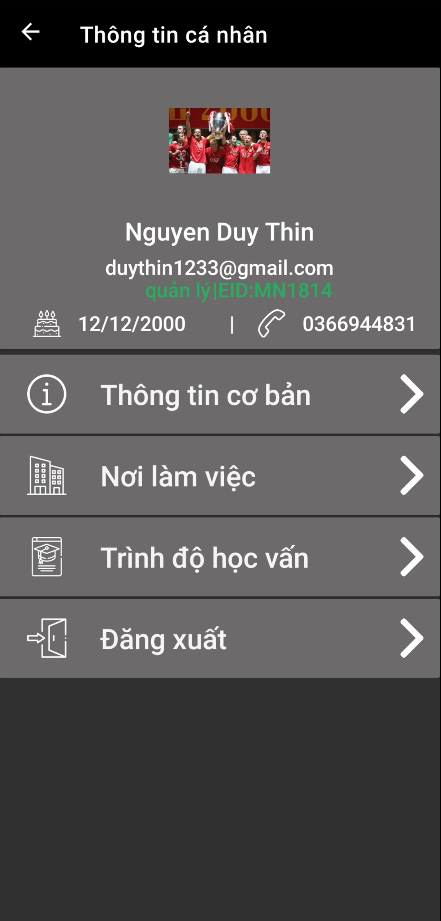 Thông tin cá nhân
Nguyen Duy Thin
duythin1233@gmail.com
quản lý|EID:MN1814
12/12/2000 | 0366944831
Thông tin cơ bản
Nơi làm việc
Trình độ học vấn
Đăng xuất